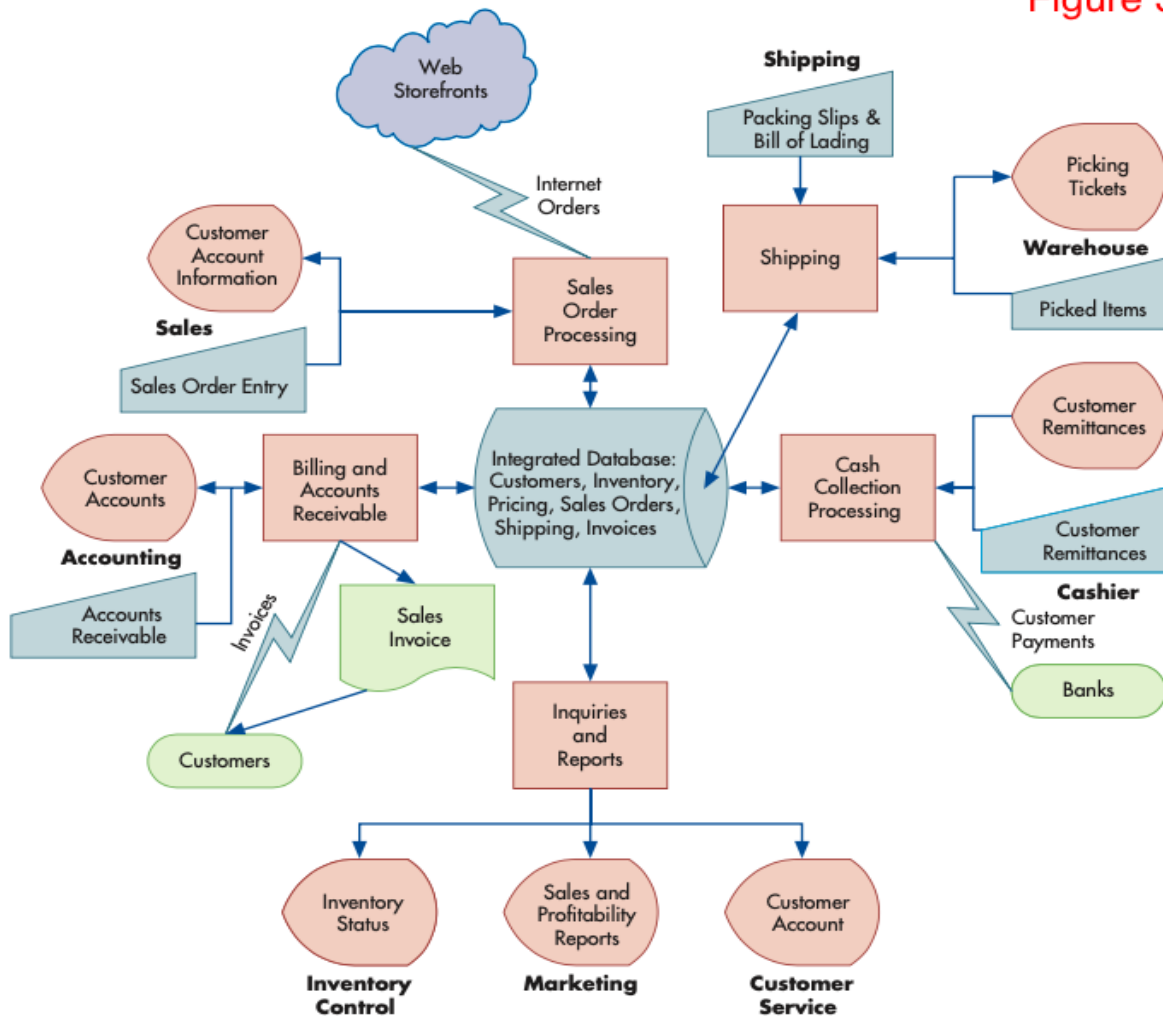 Figure
Web
Storefronts
Internet
Orders
Shipping
Packing Slips &
Bill of Lading
Picking
Tickets
Warehouse
Picked Items
Shipping
Customer
Account
Information
Sales
Sales Order Entry
Sales
Order
Processing
Customer
Accounts
Accounting
Accounts
Receivable
Billing and
Accounts
Receivable
Integrated Database:
Customers, Inventory,
Pricing, Sales Orders,
Shipping, Invoices
Cash
Collection
Processing
Customer
Remittances
Customer
Remittances
Cashier
Customer
Payments
Banks
Invoices
Sales
Invoice
Customers
Inquiries
and
Reports
Inventory
Status
Inventory
Control
Sales and
Profitability
Reports
Marketing
Customer
Account
Customer
Service